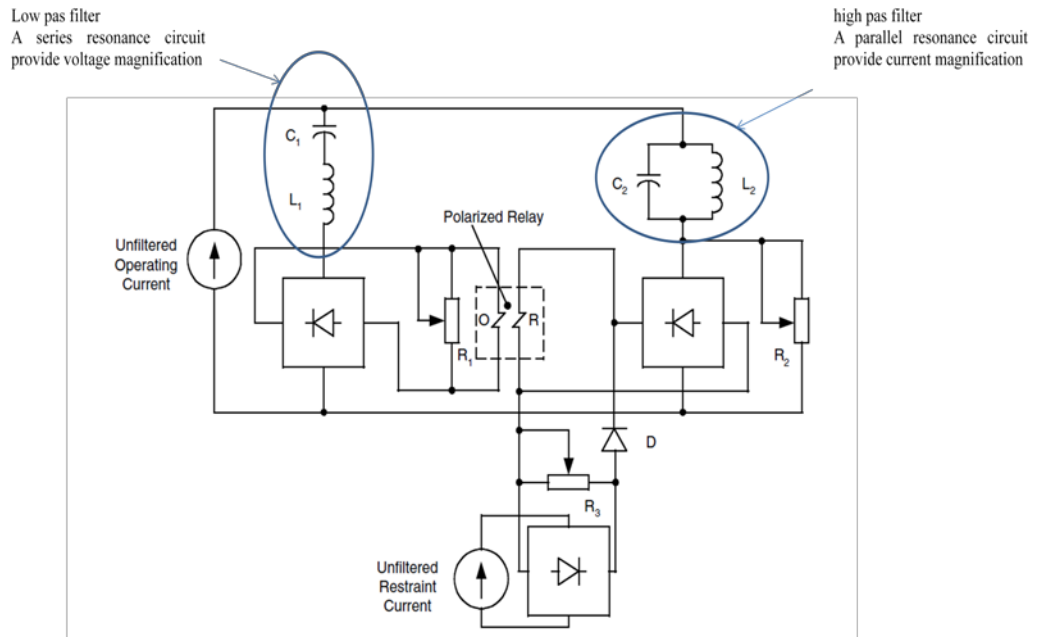 Low pas filter
A series resonance circuit
provide voltage magnification
high pas filter
A parallel resonance circuit
provide current magnification
C1
L1
C2
L2
Polarized Relay
Unfiltered
Operating
Current
O
R
R1
R2
D
R3
Unfiltered
Restraint
Current